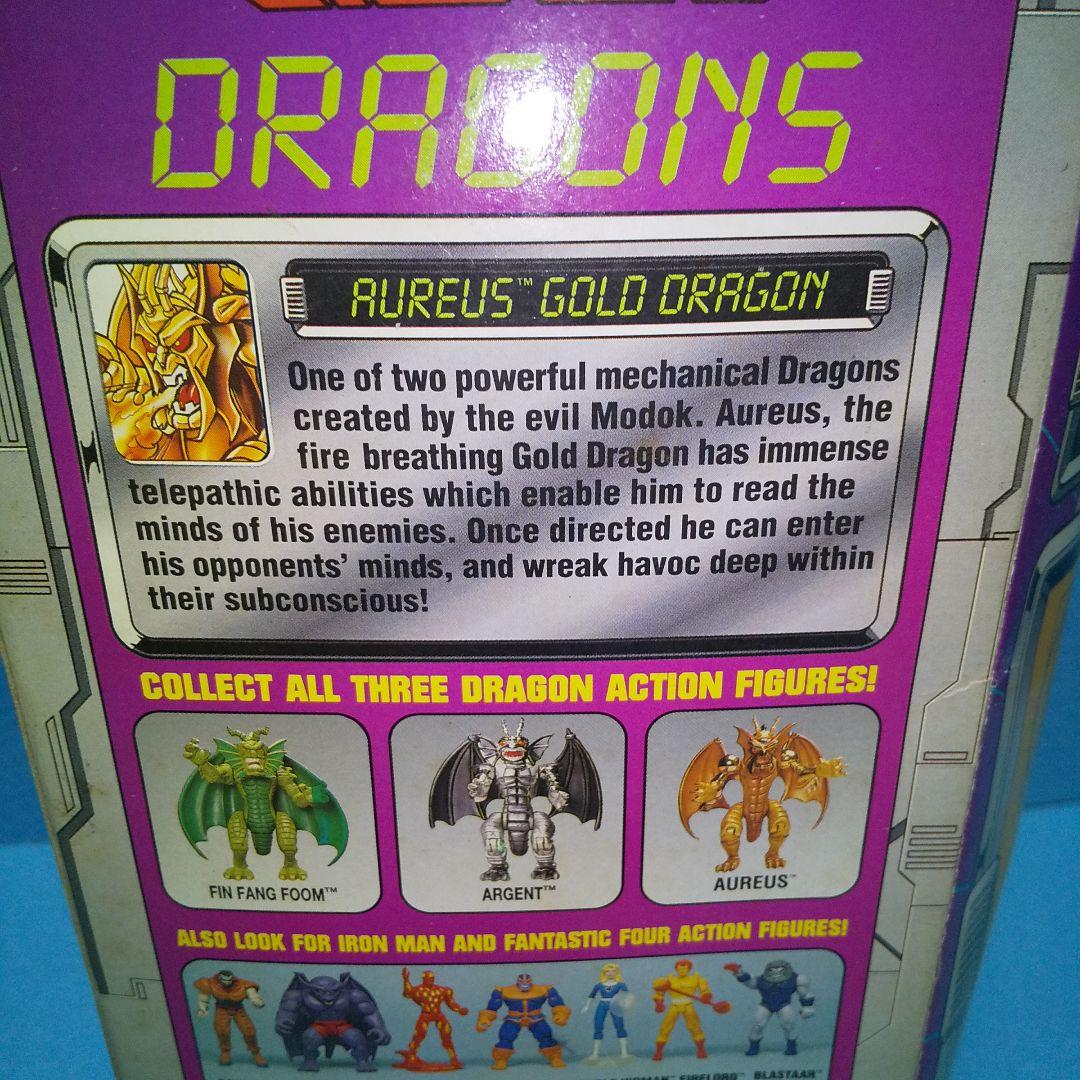 DRAGONS
AUREUS™ GOLD DRAGON
One of two powerful mechanical Dragons
created by the evil Modok. Aureus, the
fire breathing Gold Dragon has immense
telepathic abilities which enable him to read the
minds of his enemies. Once directed he can enter
his opponents' minds, and wreak havoc deep within
their subconscious!
COLLECT ALL THREE DRAGON ACTION FIGURES!
FIN FANG FOOM™
ARGENT™
AUREUS™
ALSO LOOK FOR IRON MAN AND FANTASTIC FOUR ACTION FIGURES!
WOMAN™ FIRELORD™ BLASTAAR™